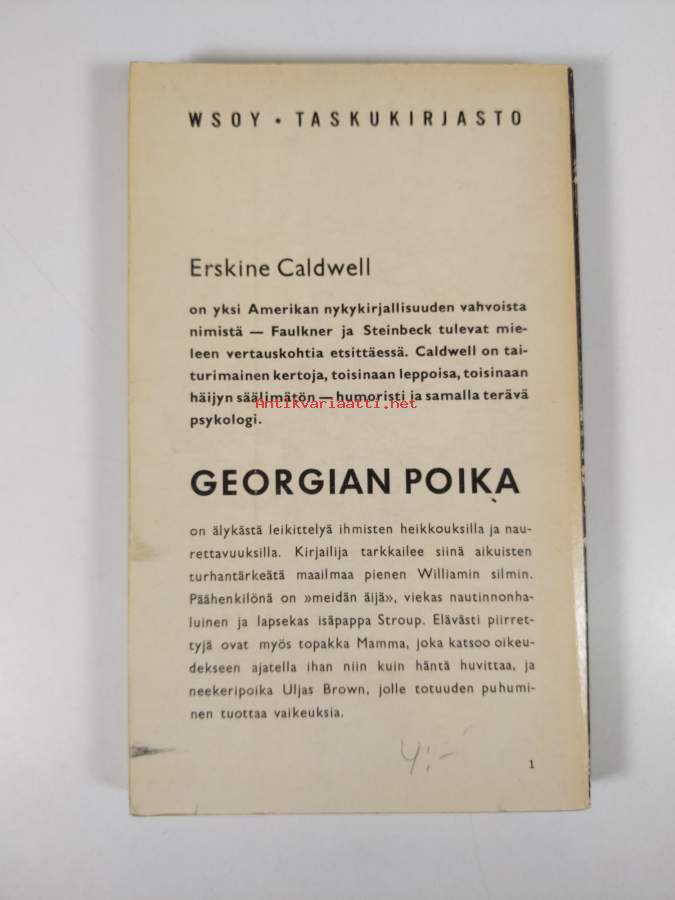 WSOY • TASKUKIRJASTO
Erskine Caldwell
on yksi Amerikan nykykirjallisuuden vahvoista
nimistä — Faulkner ja Steinbeck tulevat mie-
leen vertauskohtia etsittäessä. Caldwell on tai-
turimainen kertoja, toisinaan leppoisa, toisinaan
häijyn säälimätön — humoristi ja samalla terävä
Antikvariaatti.net
psykologi.
GEORGIAN POIKA
on älykästä leikittelyä ihmisten heikkouksilla ja nau-
rettavuuksilla. Kirjailija tarkkailee siinä aikuisten
turhantärkeätä maailmaa pienen Williamin silmin.
Päähenkilönä on »meidän äijä», viekas nautinnonha-
luinen ja lapsekas isäpappa Stroup. Elävästi piirret-
tyjä ovat myös topakka Mamma, joka katsoo oikeu-
dekseen ajatella ihan niin kuin häntä huvittaa, ja
neekeripoika Uljas Brown, jolle totuuden puhumi-
nen tuottaa vaikeuksia.
4:-
1